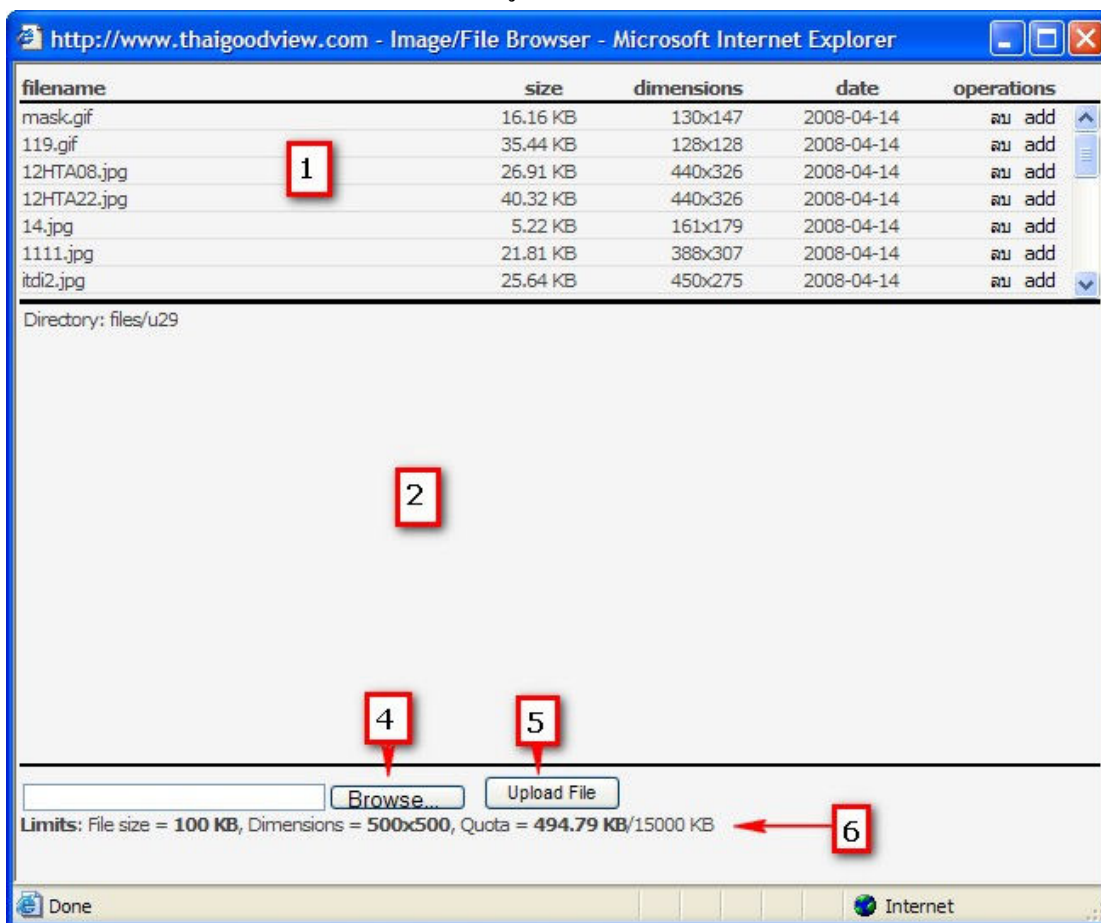 http://www.thaigoodview.com - Image/File Browser - Microsoft Internet Explorer
filename size dimensions date operations
mask.gif 16.16 KB 130x147 2008-04-14 ลบ add
119.gif 35.44 KB 128x128 2008-04-14 ลบ add
1
12HTA08.jpg 26.91 KB 440x326 2008-04-14 ลบ add
12HTA22.jpg 40.32 KB 440x326 2008-04-14 ลบ add
14.jpg 5.22 KB 161x179 2008-04-14 ลบ add
1111.jpg 21.81 KB 388x307 2008-04-14 ลบ add
itdi2.jpg 25.64 KB 450x275 2008-04-14 ลบ add
Directory: files/u29
2
4 5
Browse... Upload File
Limits: File size = 100 KB, Dimensions = 500x500, Quota = 494.79 KB/15000 KB
6
Done Internet